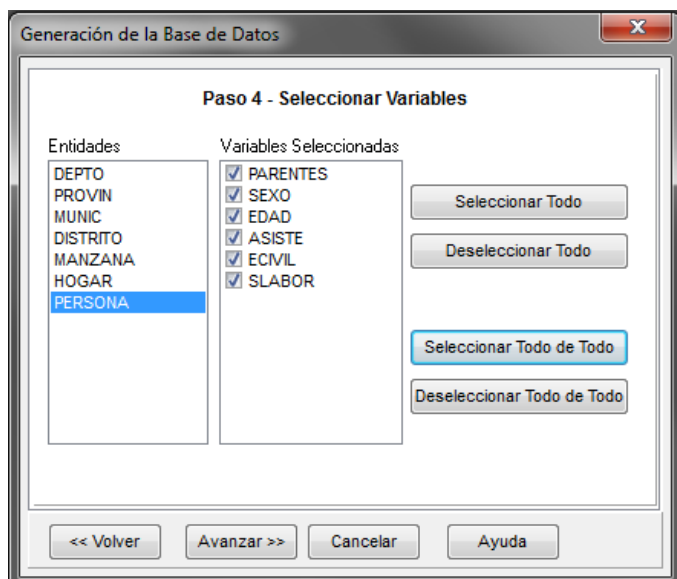 Generación de la Base de Datos
x
Paso 4 - Seleccionar Variables
Entidades
DEPTO
PROVIN
MUNIC
DISTRITO
MANZANA
HOGAR
PERSONA
Variables Seleccionadas
PARENTES
SEXO
EDAD
ASISTE
ECIVIL
SLABOR
Seleccionar Todo
Deseleccionar Todo
Seleccionar Todo de Todo
Deseleccionar Todo de Todo
<< Volver Avanzar >> Cancelar Ayuda